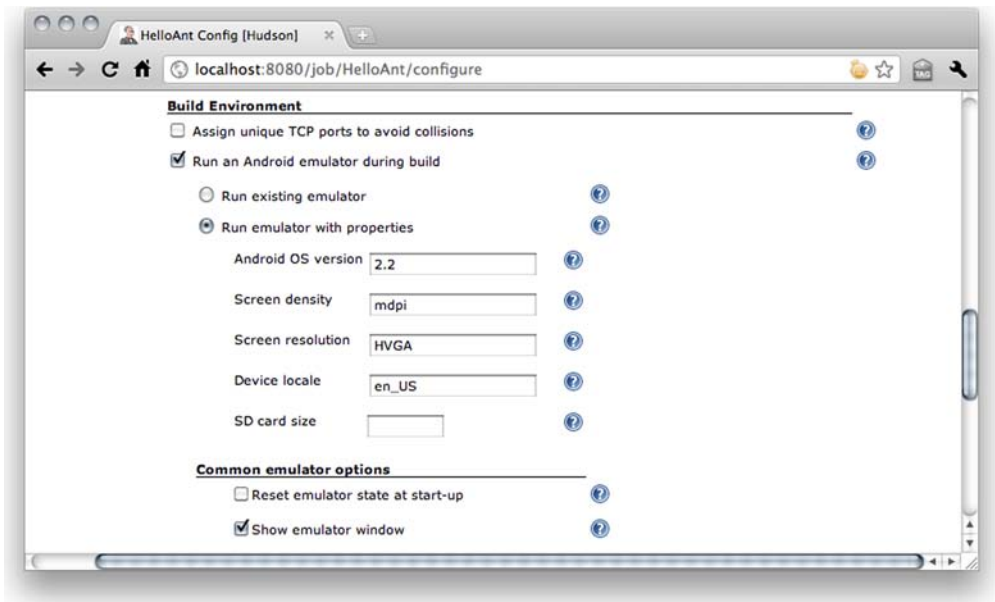 HelloAnt Config [Hudson]
localhost:8080/job/HelloAnt/configure
TAG
Build Environment
Assign unique TCP ports to avoid collisions
Run an Android emulator during build
Run existing emulator
Run emulator with properties
Android OS version 2.2
Screen density mdpi
Screen resolution HVGA
Device locale en_US
SD card size
Common emulator options
Reset emulator state at start-up
Show emulator window